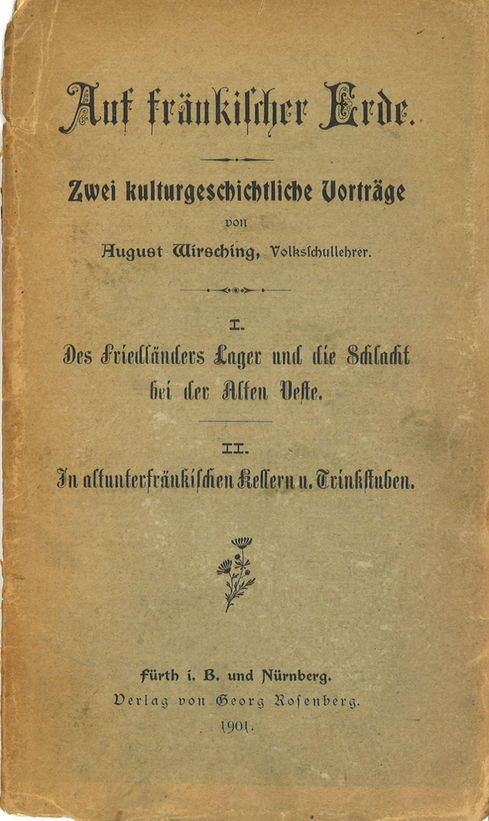 Auf fränkischer Erde.
Zwei kulturgeschichtliche Vorträge
von
August Wirsching, Volksschullehrer.
I.
Des Friedländers Lager und die Schlacht
bei der Alten Veste.
II.
In altunterfränkischen Kellern u. Trinkstuben.
Fürth i. B. und Nürnberg.
Verlag von Georg Rosenberg.
1901.